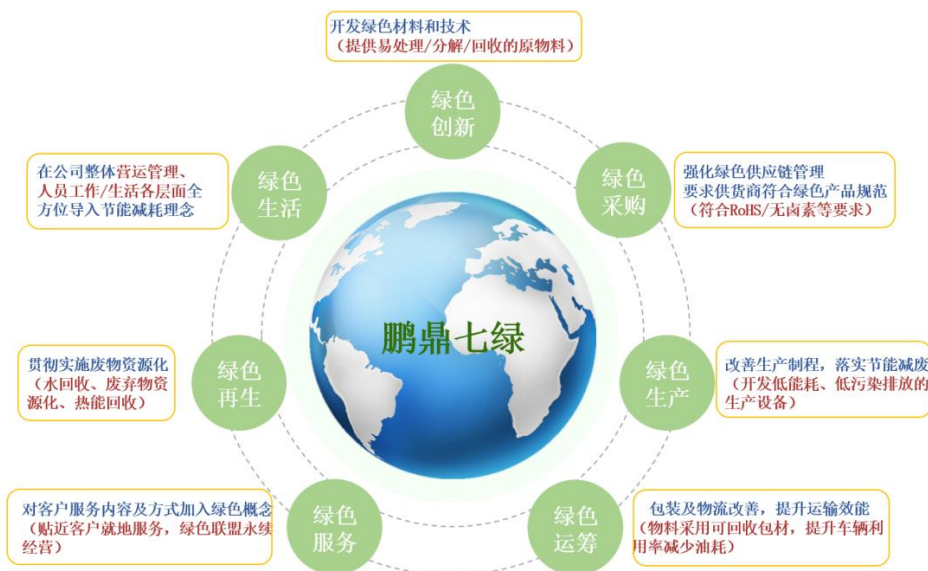 开发绿色材料和技术
（提供易处理/分解/回收的原物料）
绿色
创新
在公司整体营运管理、
人员工作/生活各层面全
方位导入节能减耗理念
绿色
生活
绿色
采购
强化绿色供应链管理
要求供货商符合绿色产品规范
（符合RoHS/无卤素等要求）
鹏鼎七绿
贯彻实施废物资源化
（水回收、废弃物资
源化、热能回收）
绿色
再生
绿色
生产
改善生产制程，落实节能减废
（开发低能耗、低污染排放的
生产设备）
对客户服务内容及方式加入绿色概念
（贴近客户就地服务，绿色联盟永续
经营）
绿色
服务
绿色
运筹
包装及物流改善，提升运输效能
（物料采用可回收包材，提升车辆利
用率减少油耗）